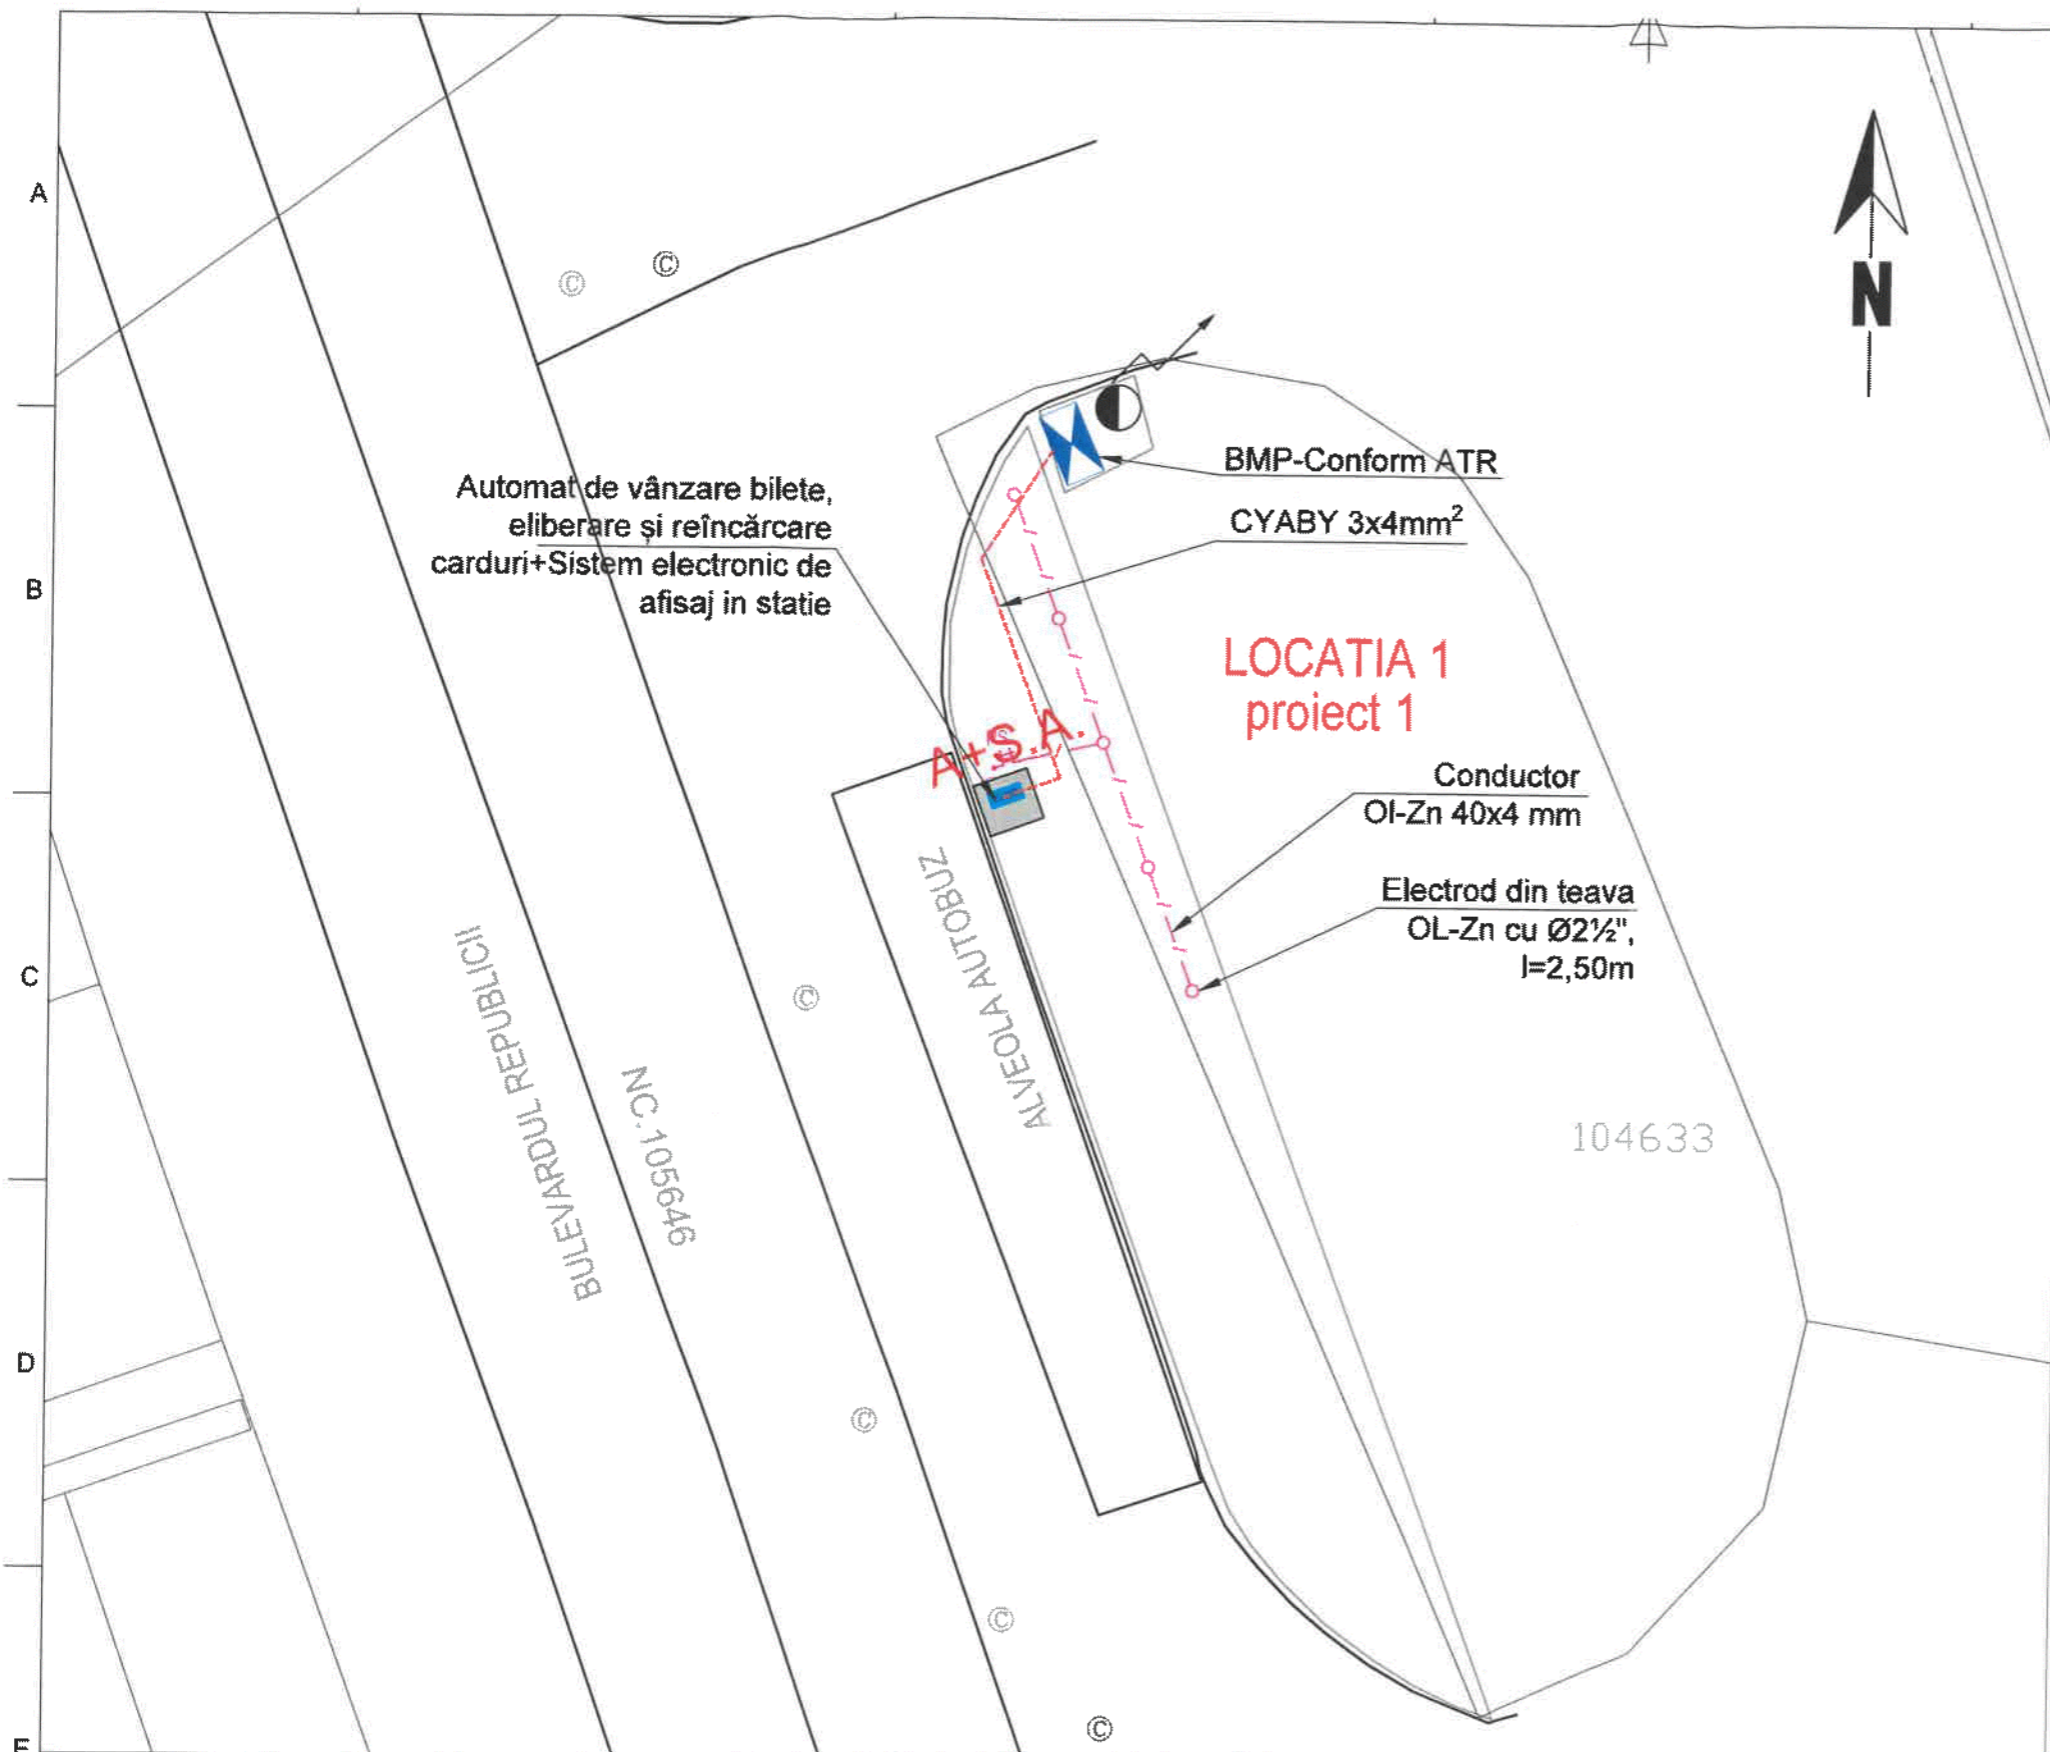 A
©
©
N
BMP-Conform ATR
Automat de vânzare bilete,
eliberare și reîncărcare
carduri+Sistem electronic de
afisaj in statie
CYABY 3x4mm²
B
LOCATIA 1
proiect 1
A+S.A.
Conductor
Ol-Zn 40x4 mm
Electrod din teava
OL-Zn cu Ø2½",
l=2,50m
C
©
ALVEOLA AUTOBUZ
BULEVARDUL REPUBLICII
NC: 105946
104633
D
©
©
©
E